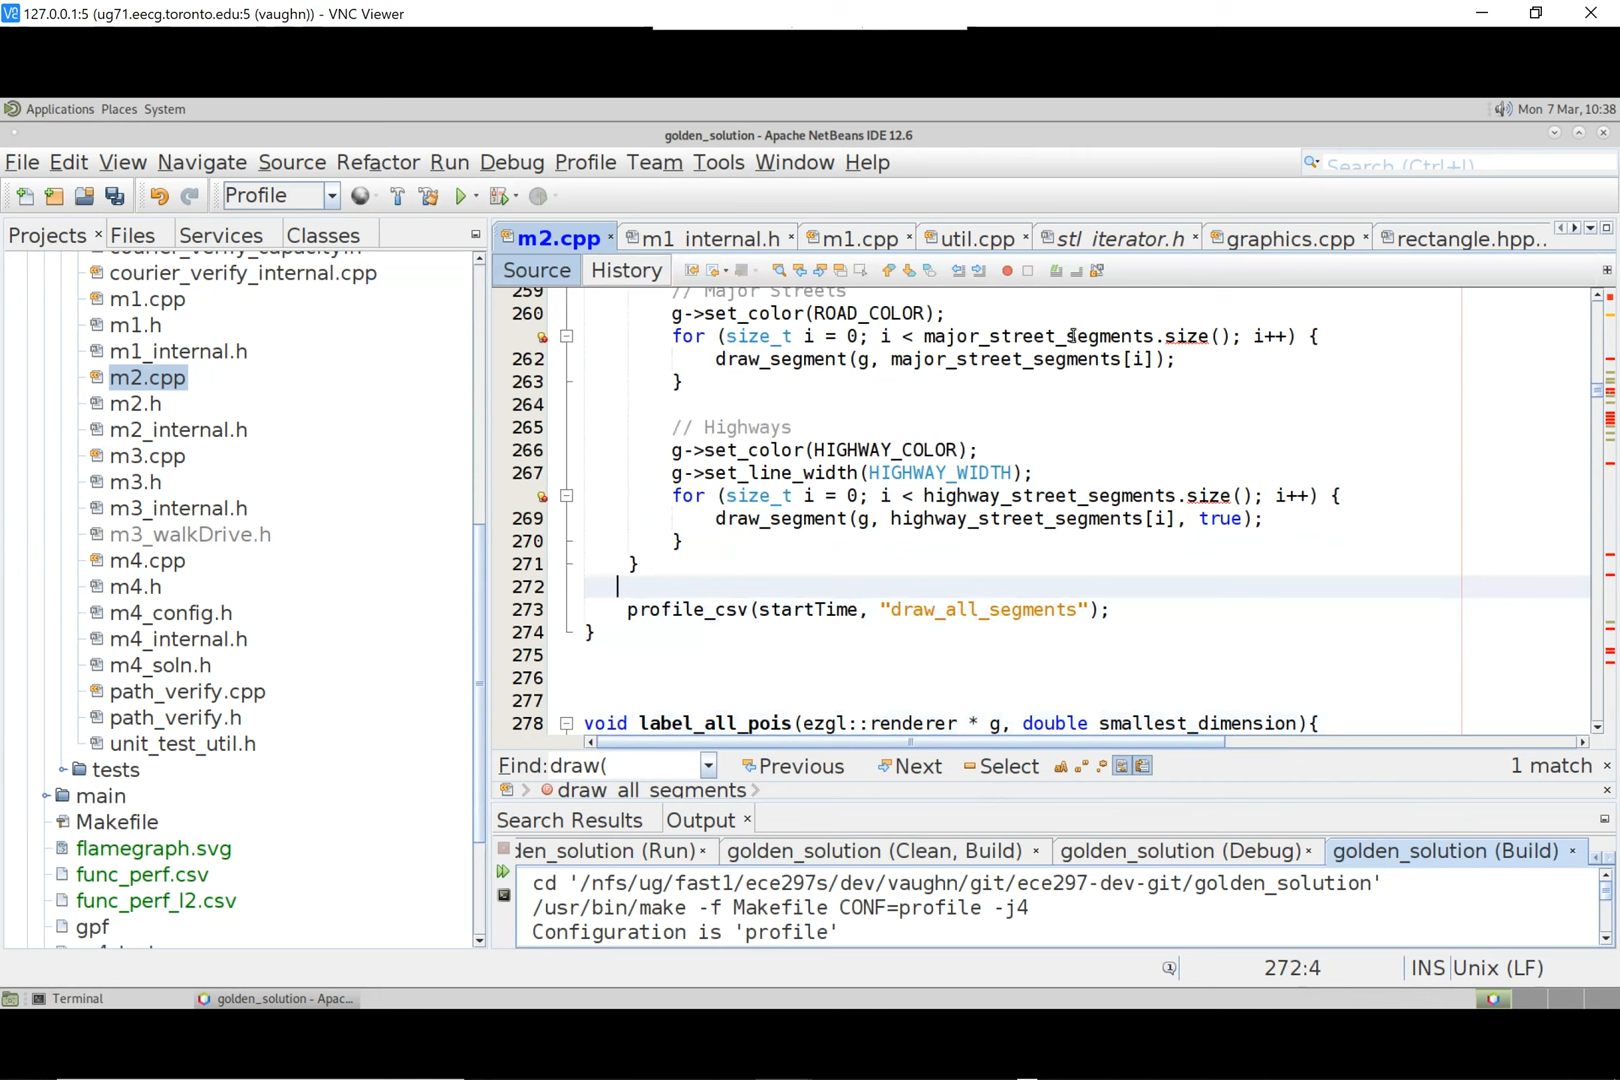 127.0.0.1:5 (ug71.eecg.toronto.edu:5 (vaughn)) - VNC Viewer
Applications Places System
Mon 7 Mar, 10:38
golden_solution - Apache NetBeans IDE 12.6
File Edit View Navigate Source Refactor Run Debug Profile Team Tools Window Help
Search (Ctrl+I)
Profile
Projects × Files Services Classes
m2.cpp × m1_internal.h × m1.cpp × util.cpp × stl_iterator.h × graphics.cpp × rectangle.hpp...
Source History
courier_verify_capacity.h
courier_verify_internal.cpp
m1.cpp
m1.h
m1_internal.h
m2.cpp
m2.h
m2_internal.h
m3.cpp
m3.h
m3_internal.h
m3_walkDrive.h
m4.cpp
m4.h
m4_config.h
m4_internal.h
m4_soln.h
path_verify.cpp
path_verify.h
unit_test_util.h
tests
main
Makefile
flamegraph.svg
func_perf.csv
func_perf_l2.csv
gpf
259 // Major Streets
260 g->set_color(ROAD_COLOR);
for (size_t i = 0; i < major_street_segments.size(); i++) {
262 draw_segment(g, major_street_segments[i]);
263 }
264
265 // Highways
266 g->set_color(HIGHWAY_COLOR);
267 g->set_line_width(HIGHWAY_WIDTH);
for (size_t i = 0; i < highway_street_segments.size(); i++) {
269 draw_segment(g, highway_street_segments[i], true);
270 }
271 }
272
273 profile_csv(startTime, "draw_all_segments");
274 }
275
276
277
278 void label_all_pois(ezgl::renderer * g, double smallest_dimension){
Find: draw( Previous Next Select 1 match ×
draw_all_segments
Search Results Output ×
den_solution (Run) × golden_solution (Clean, Build) × golden_solution (Debug) × golden_solution (Build) ×
cd '/nfs/ug/fast1/ece297s/dev/vaughn/git/ece297-dev-git/golden_solution'
/usr/bin/make -f Makefile CONF=profile -j4
Configuration is 'profile'
272:4 INS Unix (LF)
Terminal golden_solution - Apac...